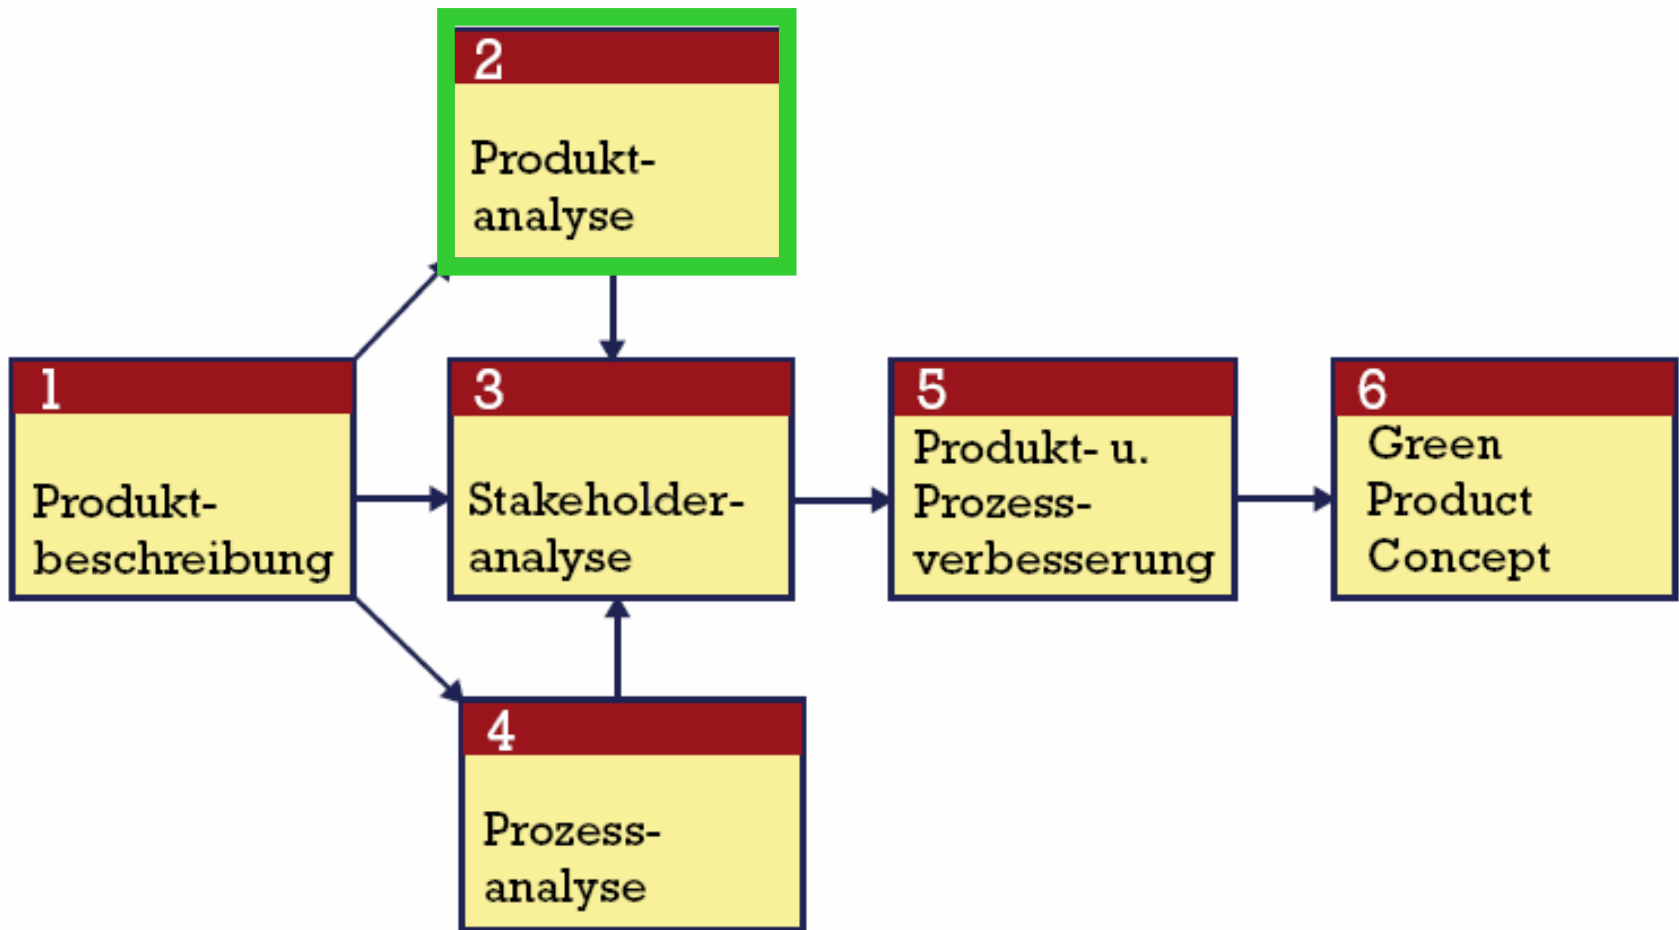 2
Produkt-
analyse
1
Produkt-
beschreibung
3
Stakeholder-
analyse
5
Produkt- u.
Prozess-
verbesserung
6
Green
Product
Concept
4
Prozess-
analyse